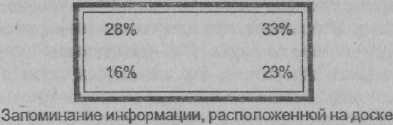 28% 33%
16% 23%
Запоминание информации, расположенной на доске